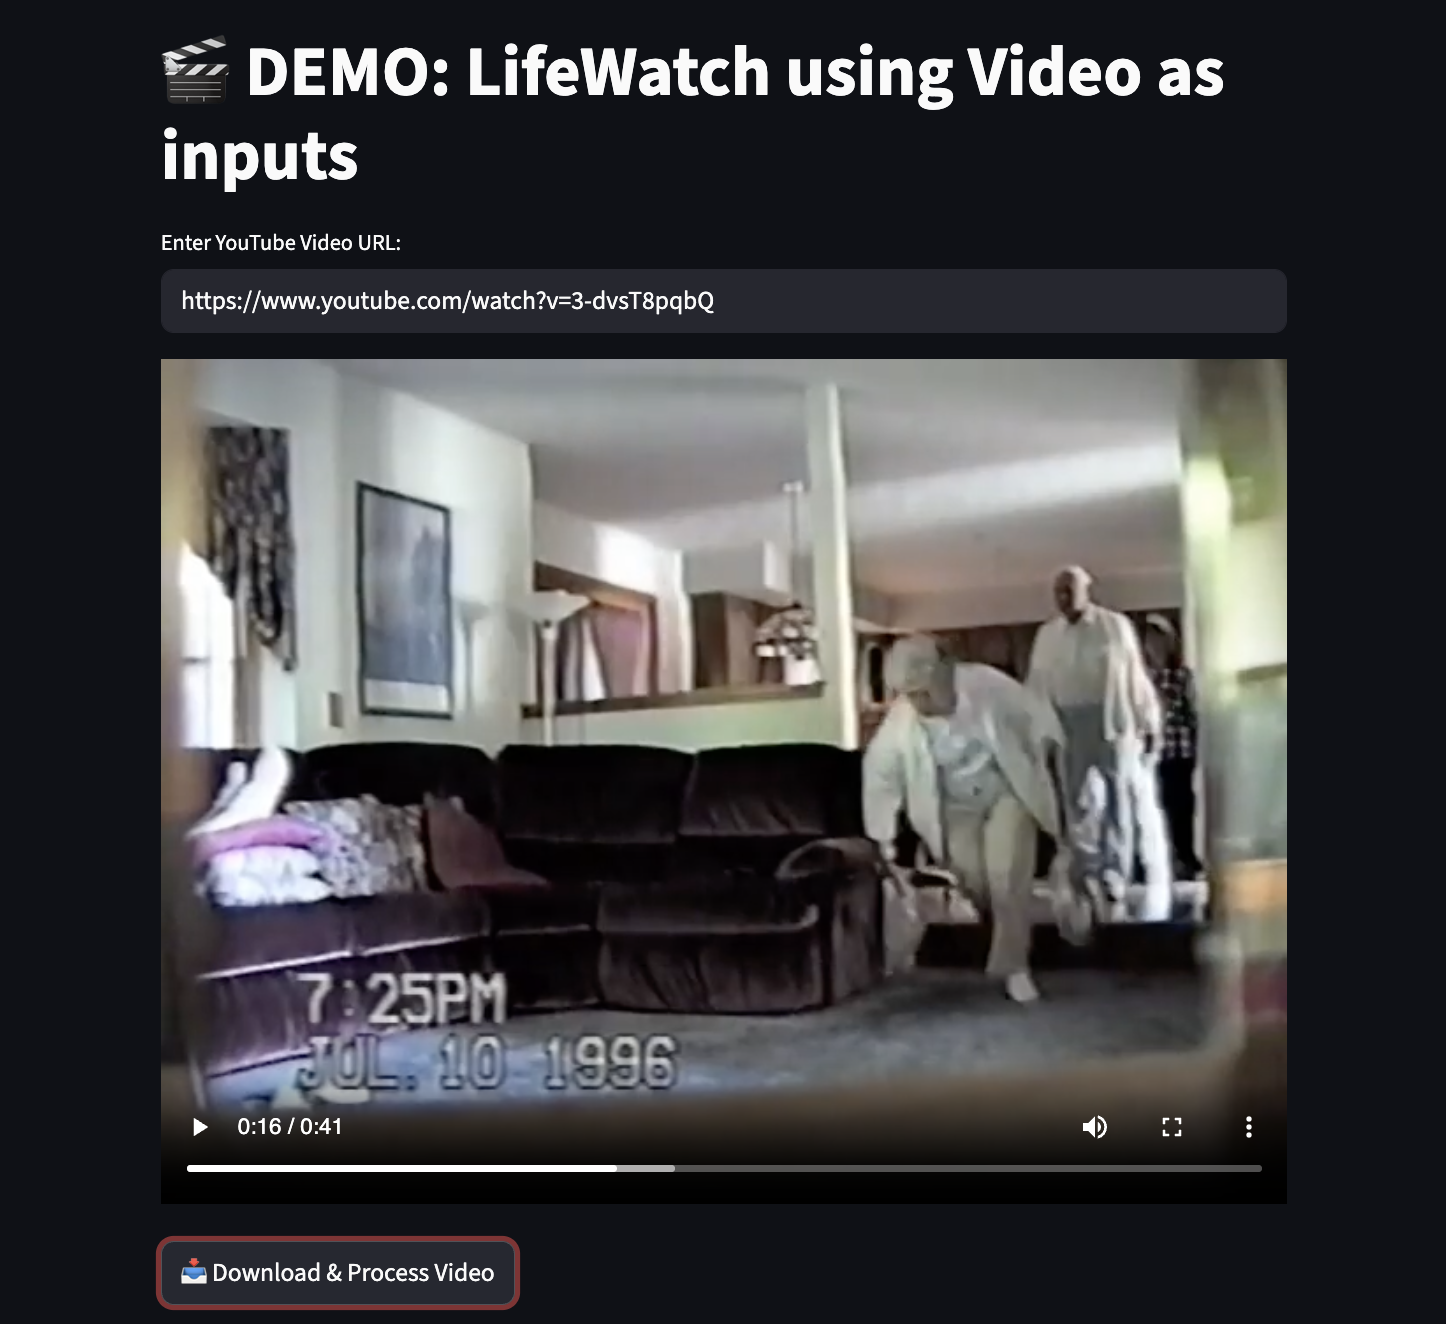 DEMO: LifeWatch using Video as
inputs
Enter YouTube Video URL:
https://www.youtube.com/watch?v=3-dvsT8pqbQ
7:25PM
JUL. 10 1996
0:16 / 0:41
Download & Process Video